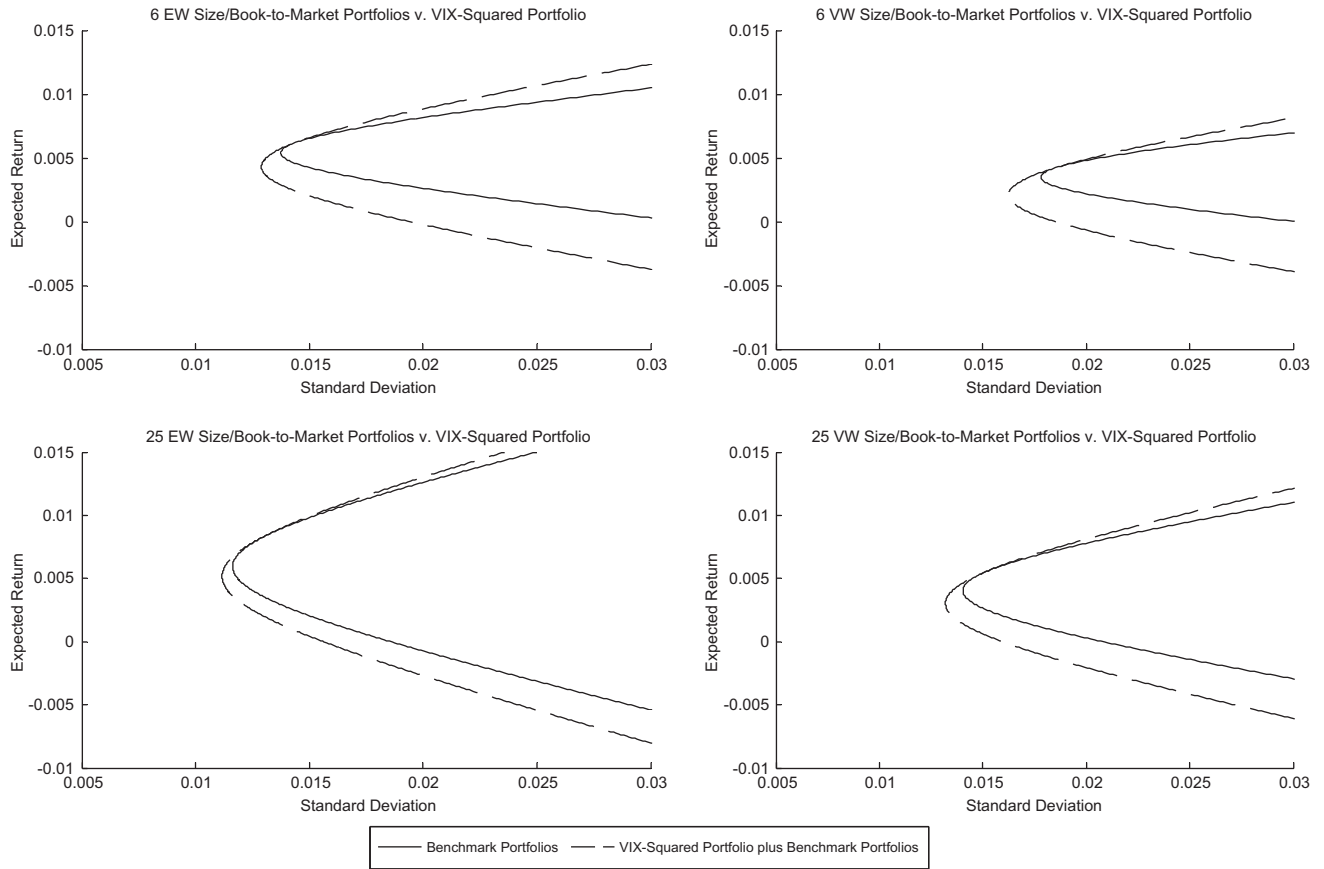 6 EW Size/Book-to-Market Portfolios v. VIX-Squared Portfolio
0.015
0.01
0.005
0
-0.005
-0.01
0.005 0.01 0.015 0.02 0.025 0.03
Expected Return
Standard Deviation
6 VW Size/Book-to-Market Portfolios v. VIX-Squared Portfolio
0.015
0.01
0.005
0
-0.005
-0.01
0.005 0.01 0.015 0.02 0.025 0.03
Expected Return
Standard Deviation
25 EW Size/Book-to-Market Portfolios v. VIX-Squared Portfolio
0.015
0.01
0.005
0
-0.005
-0.01
0.005 0.01 0.015 0.02 0.025 0.03
Expected Return
Standard Deviation
25 VW Size/Book-to-Market Portfolios v. VIX-Squared Portfolio
0.015
0.01
0.005
0
-0.005
-0.01
0.005 0.01 0.015 0.02 0.025 0.03
Expected Return
Standard Deviation
Benchmark Portfolios
VIX-Squared Portfolio plus Benchmark Portfolios